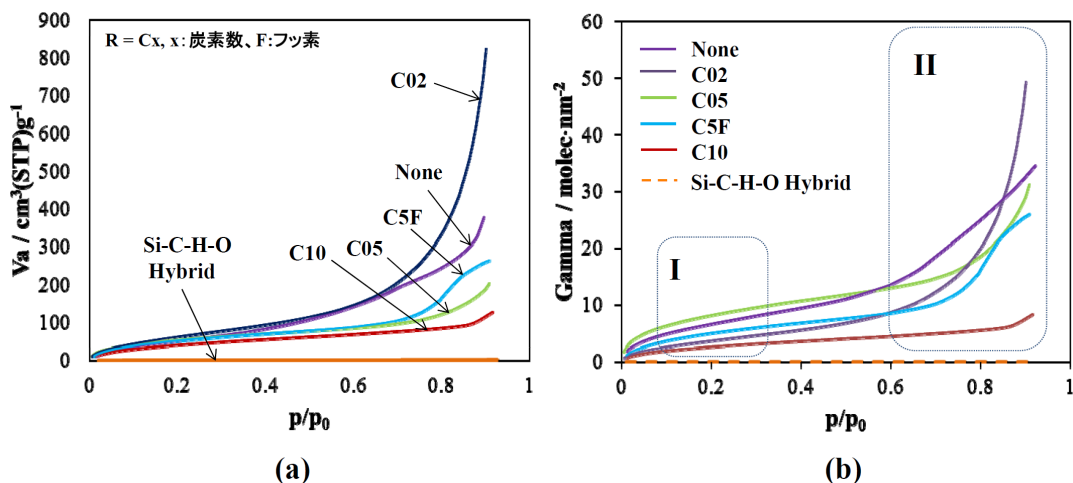 R = Cx, x: 炭素数、F:フッ素
Va / cm³(STP)g⁻¹
900
800
700
600
500
400
300
200
100
0
0
0.2
0.4
0.6
0.8
1
p/p₀
C02
None
C5F
C05
C10
Si-C-H-O
Hybrid
(a)
Gamma / molec·nm⁻²
60
50
40
30
20
10
0
0
0.2
0.4
0.6
0.8
1
p/p₀
None
C02
C05
C5F
C10
Si-C-H-O Hybrid
I
II
(b)